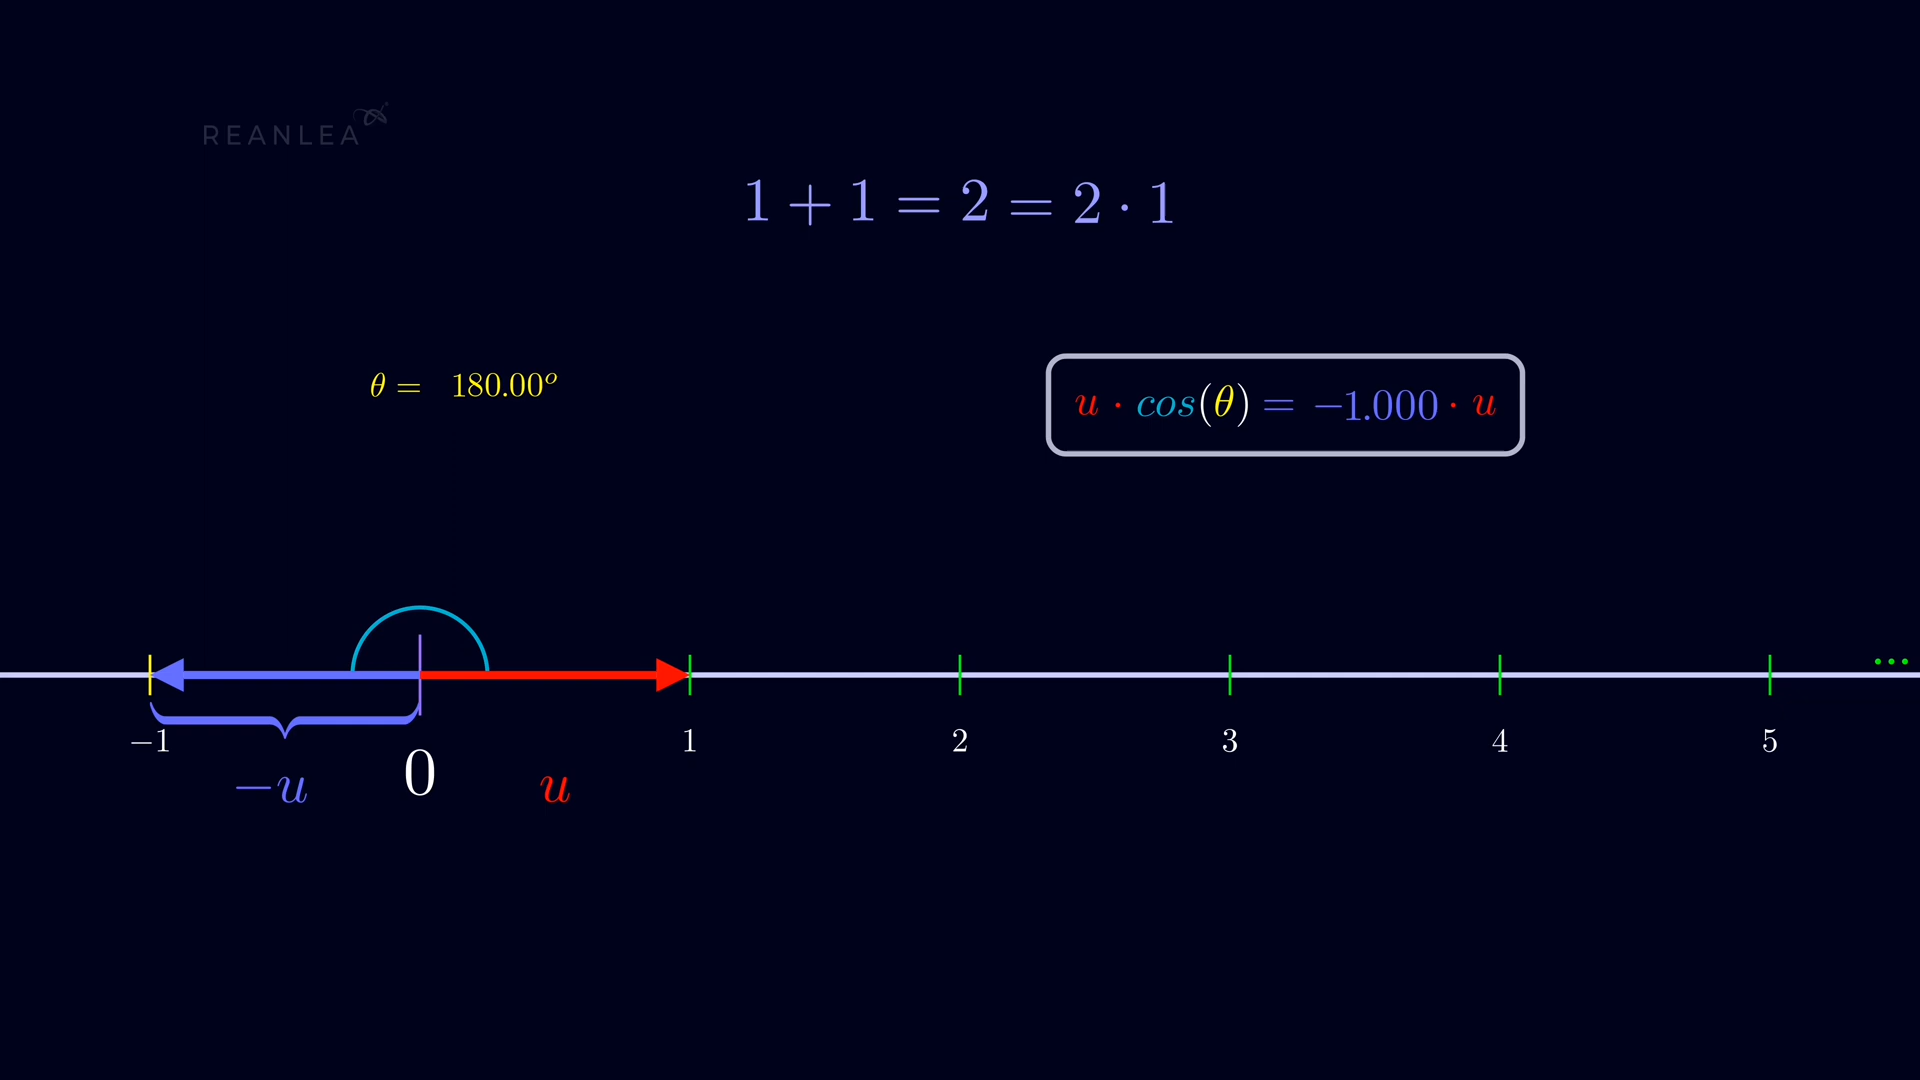 REANLEA
1 + 1 = 2 = 2 · 1
θ = 180.00°
u · cos(θ) = −1.000 · u
...
−1 0 1 2 3 4 5
−u u